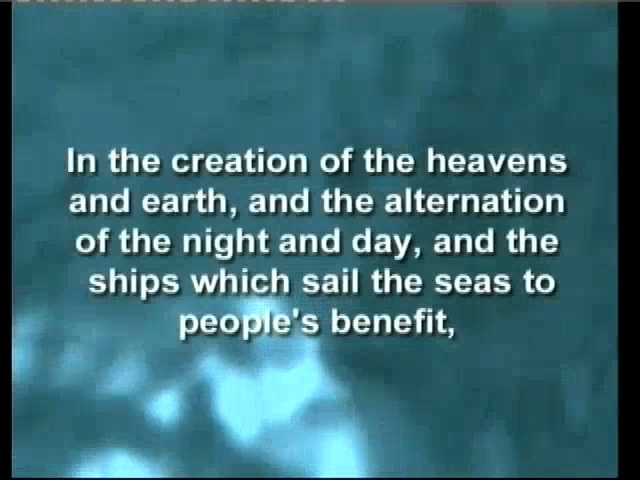 In the creation of the heavens
and earth, and the alternation
of the night and day, and the
ships which sail the seas to
people's benefit,